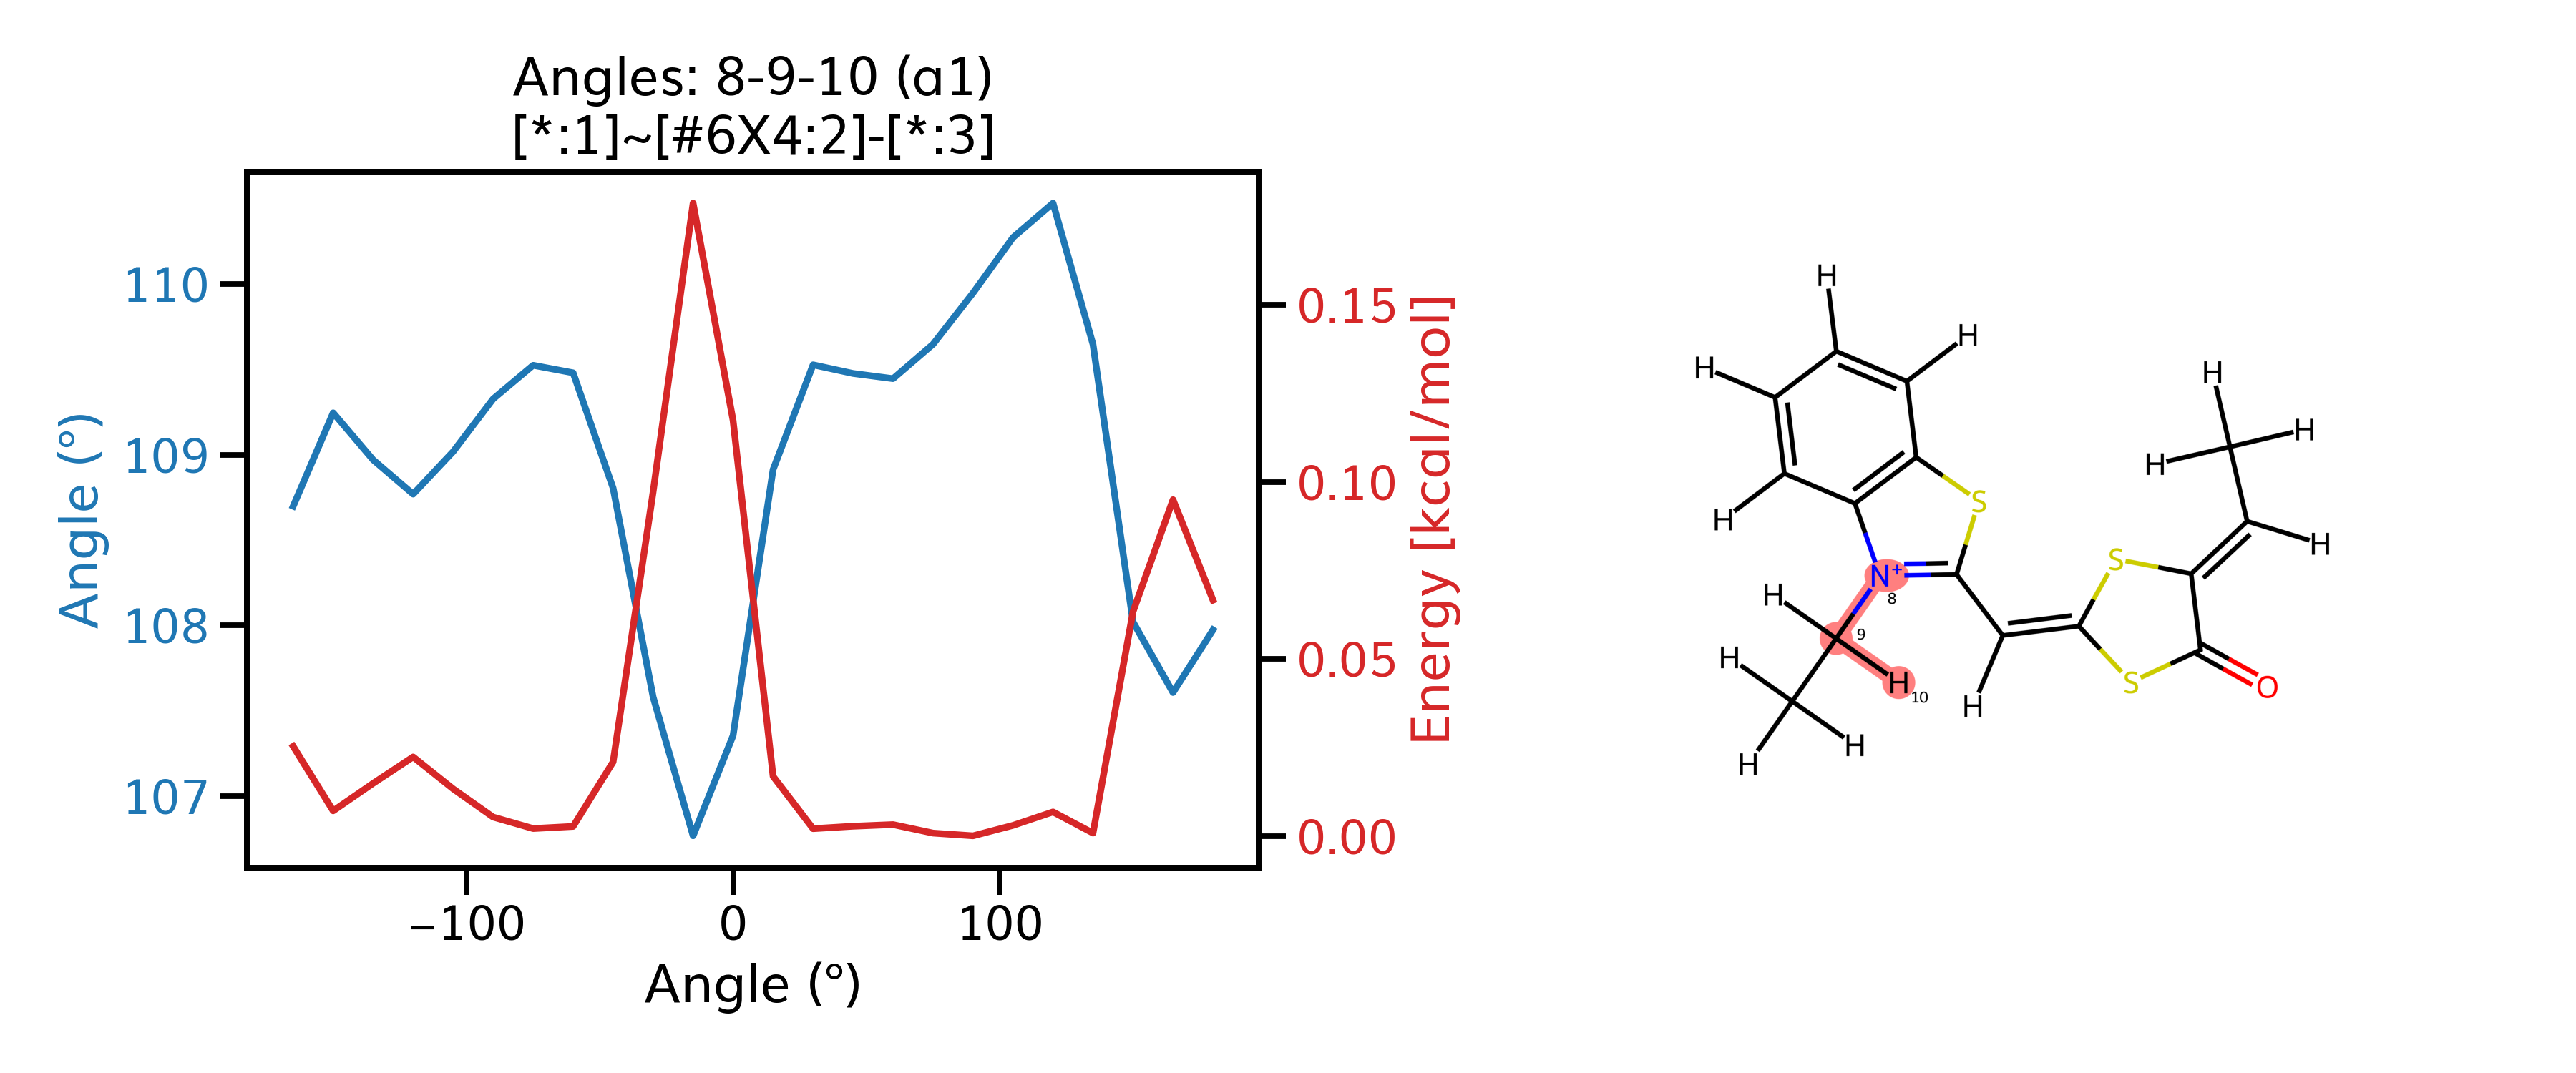 Angles: 8-9-10 (a1)
[*:1]~[#6X4:2]-[*:3]
110
109
108
107
Angle (°)
0.15
0.10
0.05
0.00
Energy [kcal/mol]
−100 0 100
Angle (°)
H
H
H
H
H
H
H
S
H
H
S
N+
8
H
9
H
H
10
S
O
H
H
H